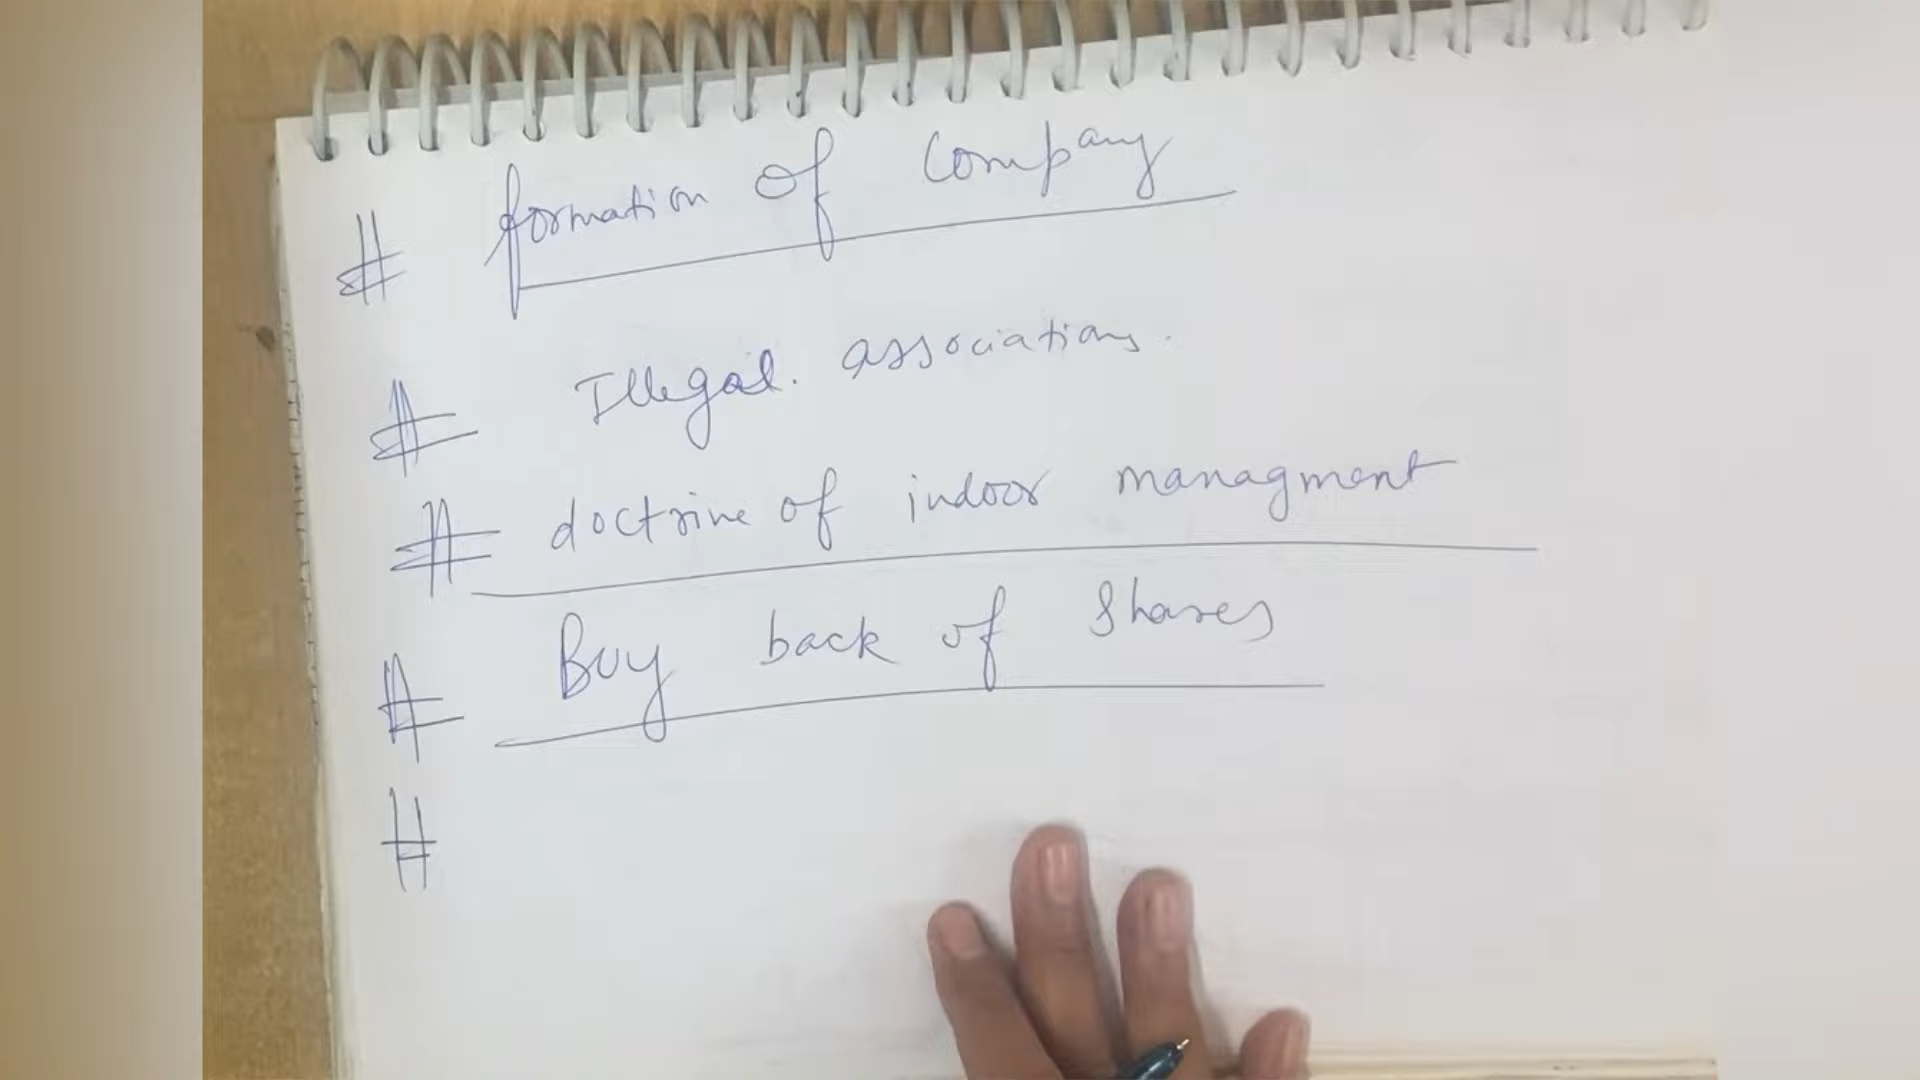 # formation of Company
# Illegal. associations.
# doctrine of indoor managment
# Buy back of Shares
#